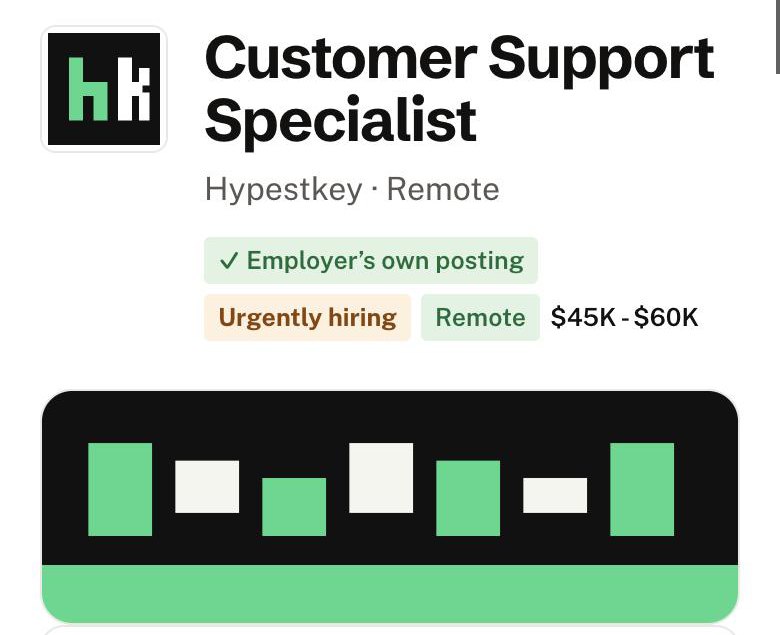 hk
Customer Support
Specialist
Hypestkey · Remote
✓ Employer’s own posting
Urgently hiring Remote $45K - $60K